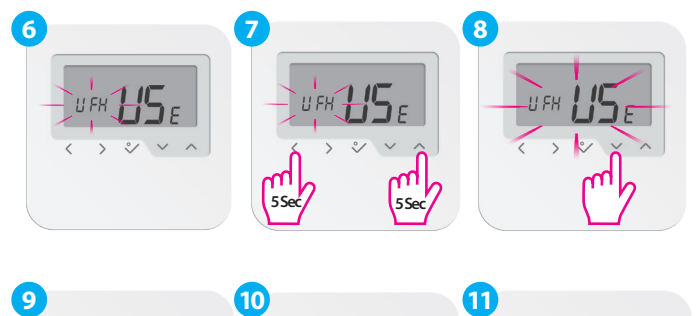 6 7 8
UFH USE UFH USE UFH USE
5 Sec 5 Sec
9 10 11